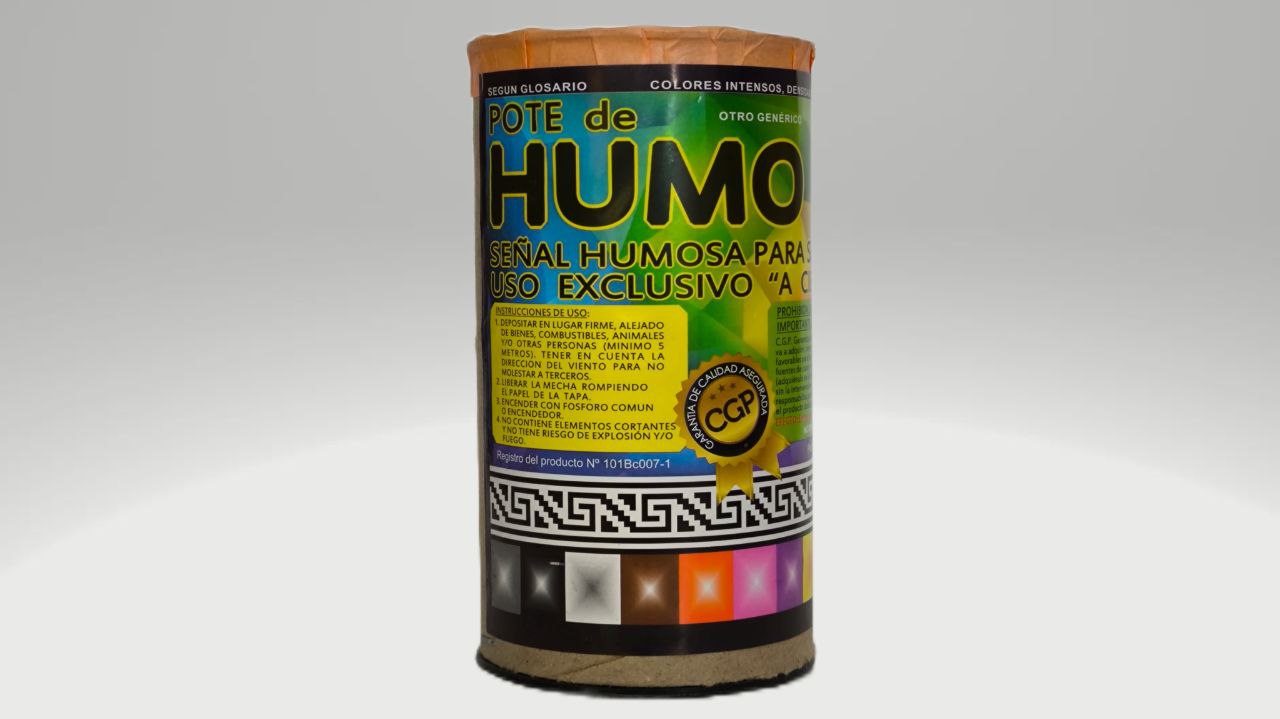 SEGUN GLOSARIO
COLORES INTENSOS,
POTE de
OTRO GENÉRICO
HUMO
SEÑAL HUMOSA PARA
USO EXCLUSIVO "A
INSTRUCCIONES DE USO:
1. DEPOSITAR EN LUGAR FIRME, ALEJADO
DE BIENES, COMBUSTIBLES, ANIMALES
Y/O OTRAS PERSONAS (MINIMO 5
METROS). TENER EN CUENTA LA
DIRECCION DEL VIENTO PARA NO
MOLESTAR A TERCEROS.
2. LIBERAR LA MECHA ROMPIENDO
EL PAPEL DE LA TAPA.
3. ENCENDER CON FOSFORO COMUN
O ENCENDEDOR.
4. NO CONTIENE ELEMENTOS CORTANTES
Y NO TIENE RIESGO DE EXPLOSIÓN Y/O
FUEGO.
Registro del producto Nº 101Bc007-1
GARANTIA DE CALIDAD ASEGURADA
CGP
C.G.P.
va a